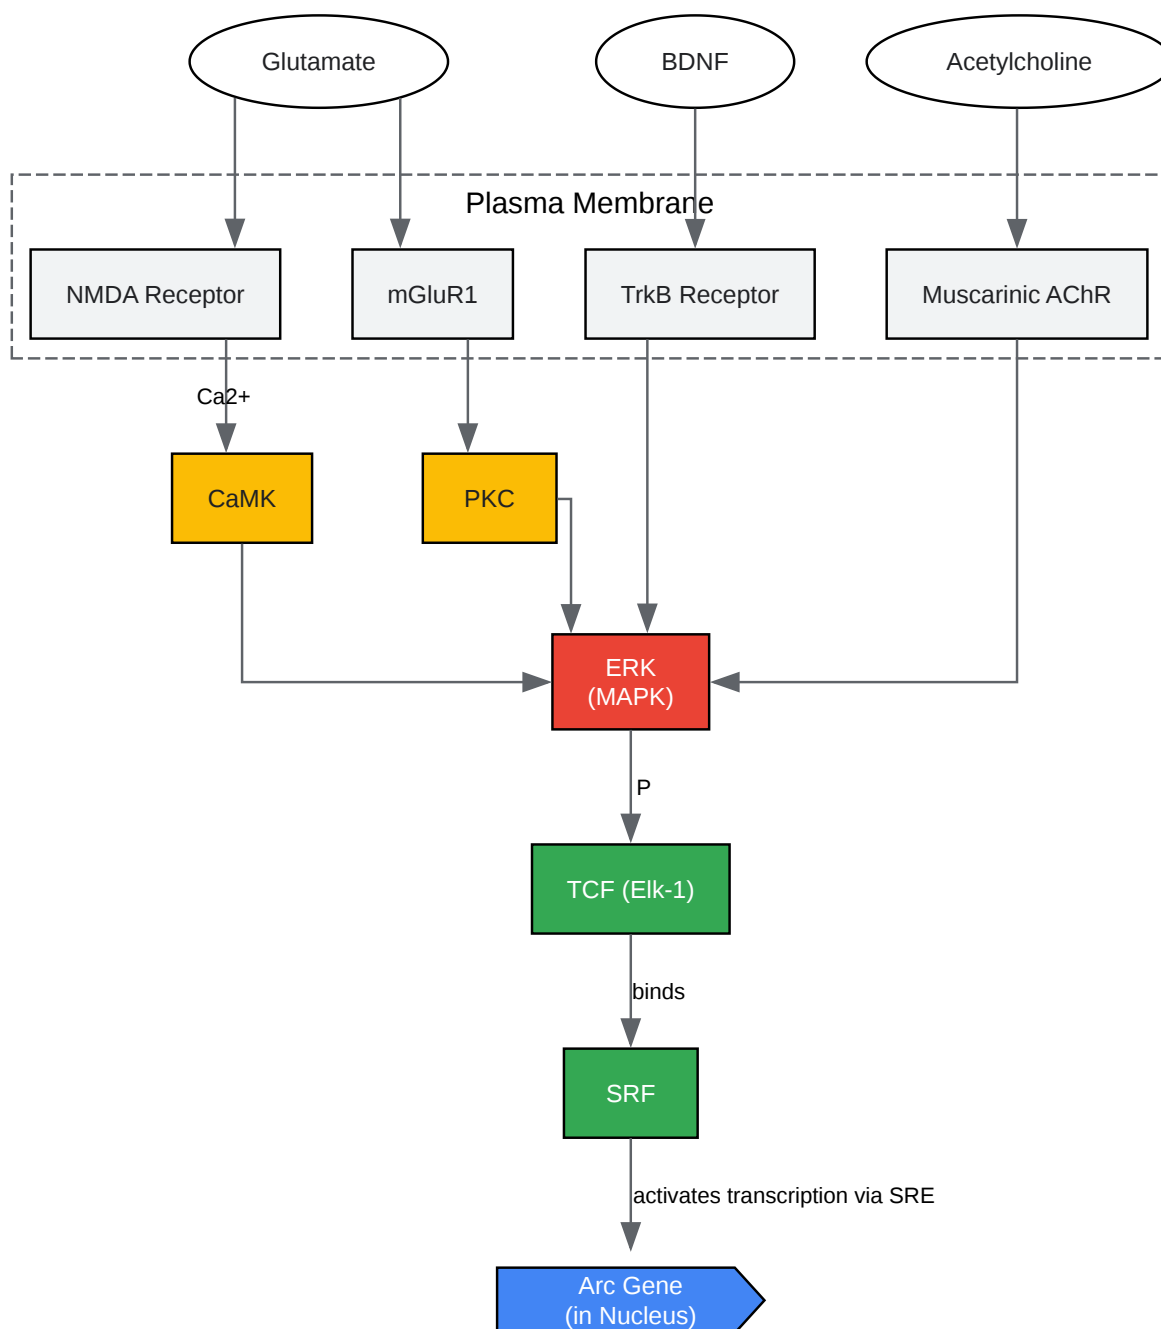 Glutamate
BDNF
Acetylcholine
Plasma Membrane
NMDA Receptor
mGluR1
TrkB Receptor
Muscarinic AChR
Ca2+
CaMK
PKC
ERK
(MAPK)
P
TCF (Elk-1)
binds
SRF
activates transcription via SRE
Arc Gene
(in Nucleus)